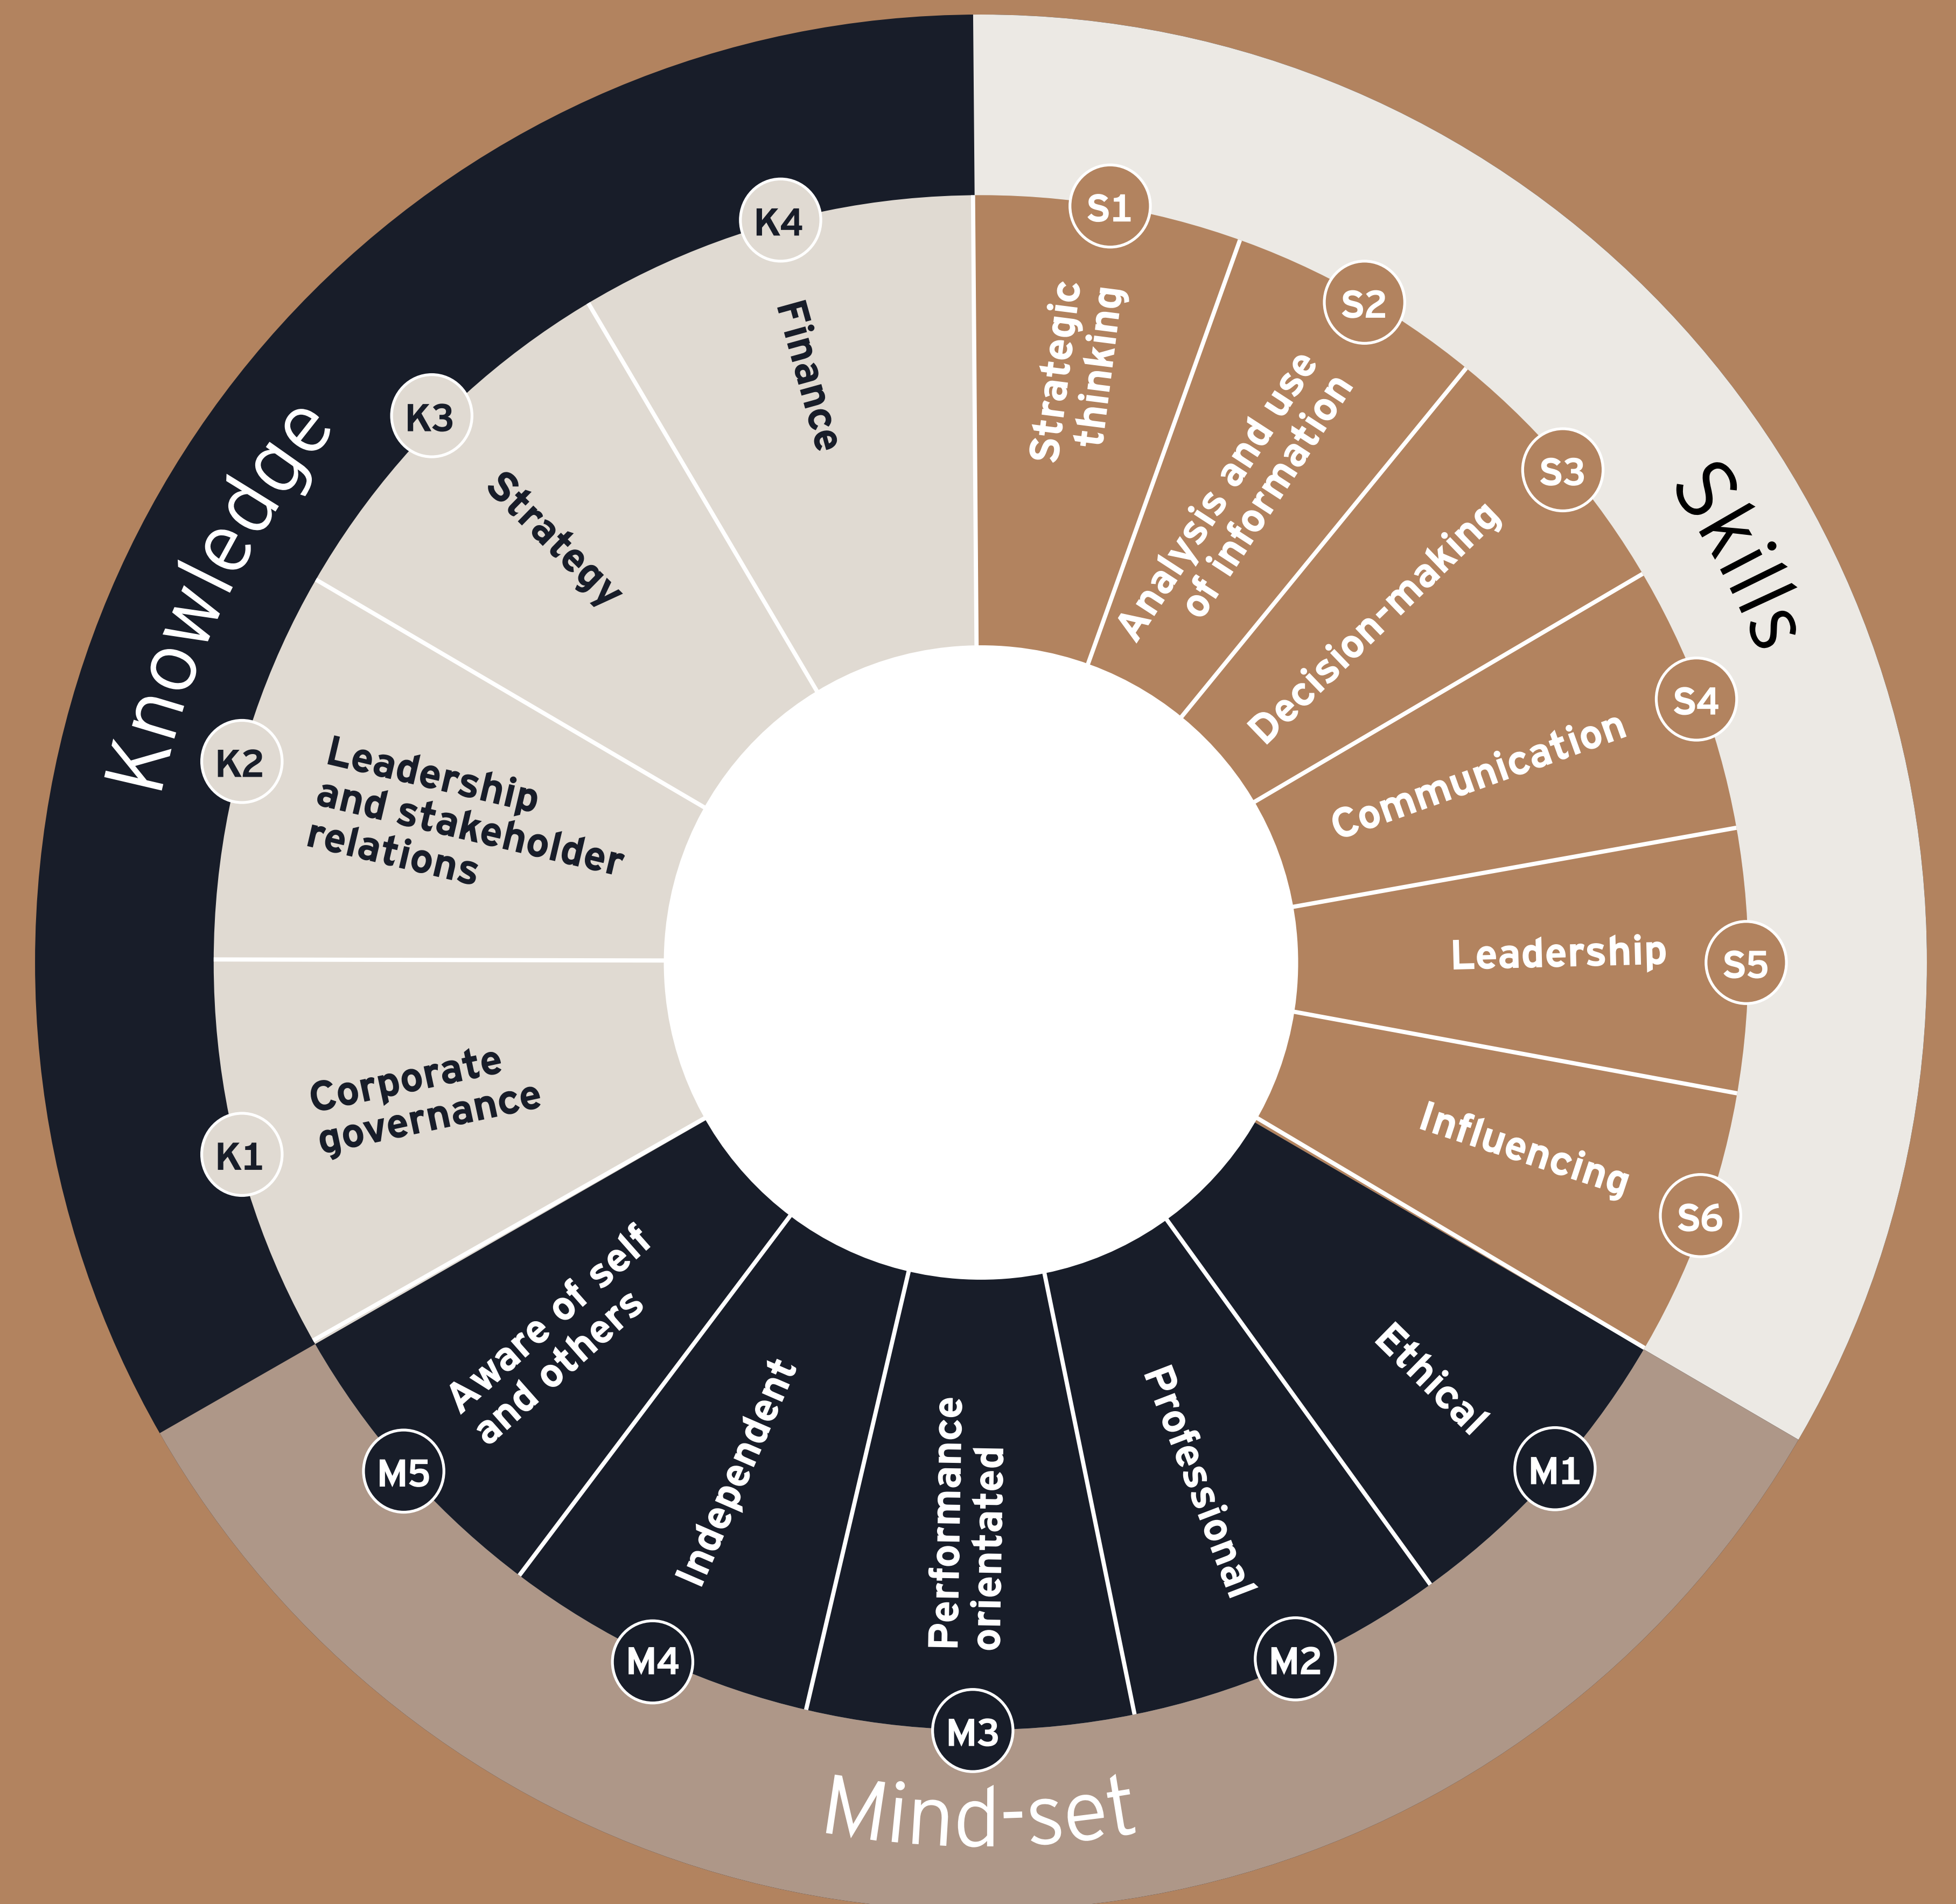 Knowledge
K1
Corporate
governance
K2
Leadership
and stakeholder
relations
K3
Strategy
K4
Finance
Skills
S1
Strategic
thinking
S2
Analysis and use
of information
S3
Decision-making
S4
Communication
S5
Leadership
S6
Influencing
Mind-set
M1
Ethical
M2
Professional
M3
Performance
orientated
M4
Independent
M5
Aware of self
and others